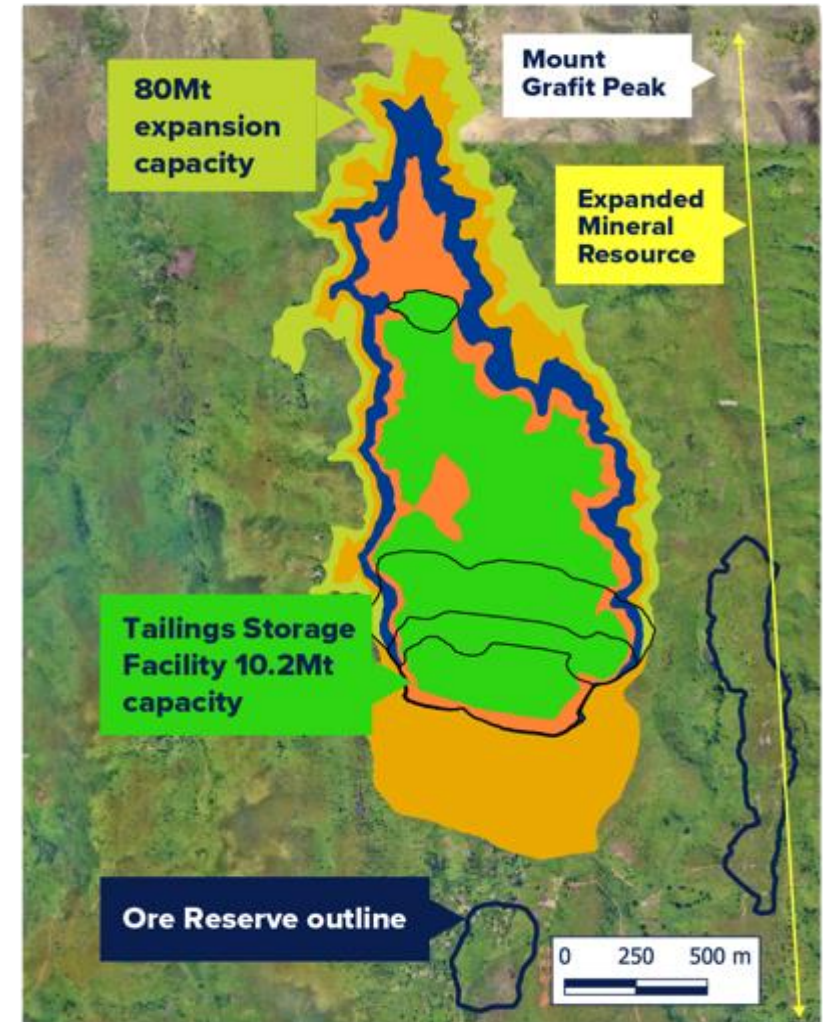 80Mt
expansion
capacity
Mount
Grafit Peak
Expanded
Mineral
Resource
Tailings Storage
Facility 10.2Mt
capacity
Ore Reserve outline
0 250 500 m